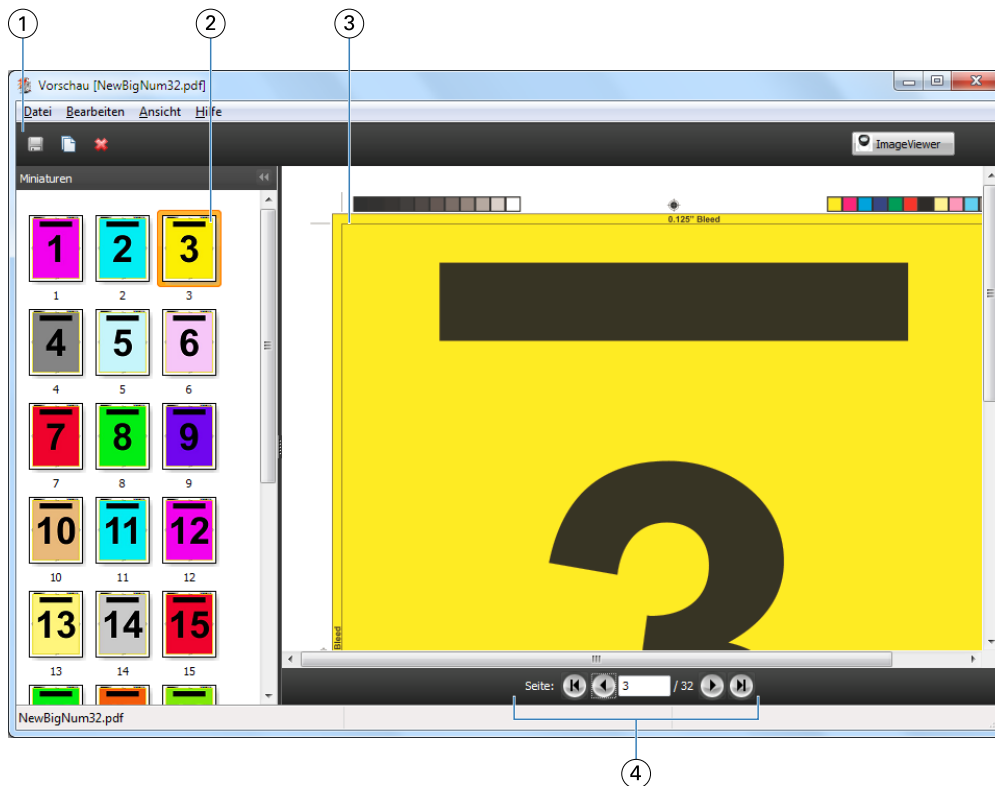 1 2 3
Vorschau [NewBigNum32.pdf]
Datei Bearbeiten Ansicht Hilfe
ImageViewer
Miniaturen
0.125" Bleed
1 2 3
1 2 3
4 5 6
4 5 6
7 8 9
7 8 9
10 11 12
10 11 12
13 14 15
13 14 15
3
Bleed
Seite: 3 / 32
NewBigNum32.pdf
4